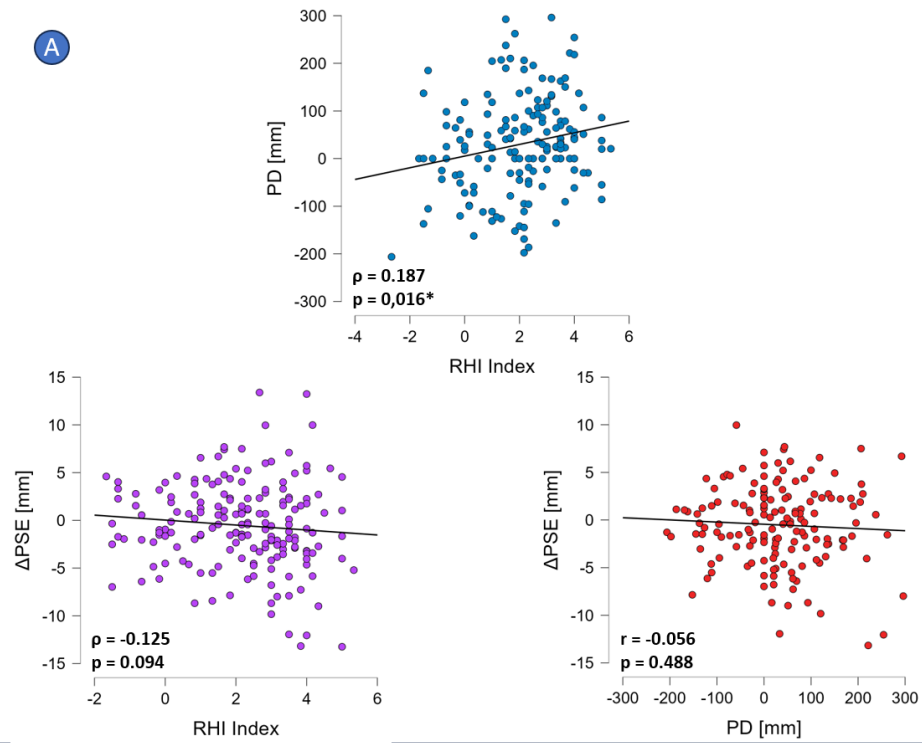 A
300
200
100
0
-100
-200
-300
PD [mm]
ρ = 0.187
p = 0,016*
-4 -2 0 2 4 6
RHI Index
15
10
5
0
-5
-10
-15
ΔPSE [mm]
ρ = -0.125
p = 0.094
-2 0 2 4 6
RHI Index
15
10
5
0
-5
-10
-15
ΔPSE [mm]
r = -0.056
p = 0.488
-300 -200 -100 0 100 200 300
PD [mm]